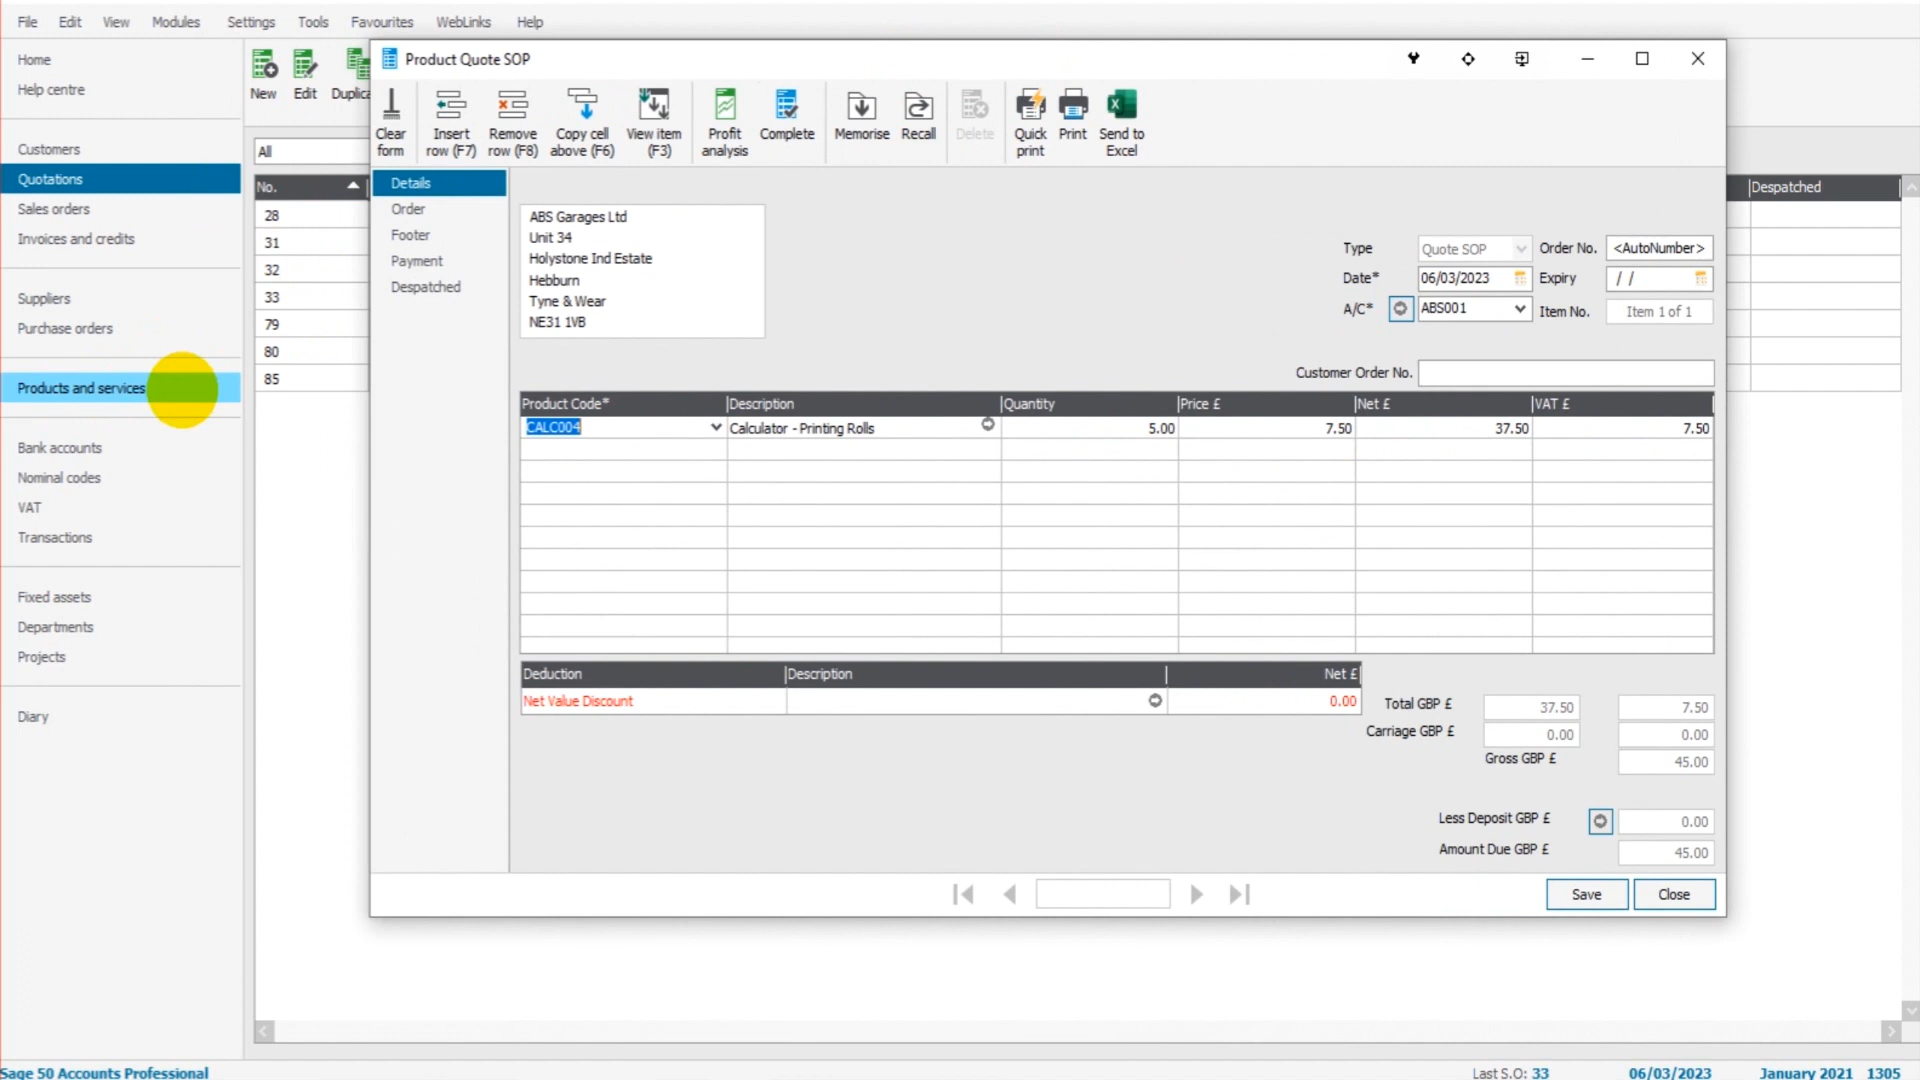 File Edit View Modules Settings Tools Favourites WebLinks Help
Home
Help centre
Customers
Quotations
Sales orders
Invoices and credits
Suppliers
Purchase orders
Products and services
Bank accounts
Nominal codes
VAT
Transactions
Fixed assets
Departments
Projects
Diary
New Edit Duplica
All
No. Despatched
28
31
32
33
79
80
85
Product Quote SOP
Clear form
Insert row (F7)
Remove row (F8)
Copy cell above (F6)
View item (F3)
Profit analysis
Complete
Memorise
Recall
Delete
Quick print
Print
Send to Excel
Details
Order
Footer
Payment
Despatched
ABS Garages Ltd
Unit 34
Holystone Ind Estate
Hebburn
Tyne & Wear
NE31 1VB
Type Quote SOP Order No. <AutoNumber>
Date* 06/03/2023 Expiry / /
A/C* ABS001 Item No. Item 1 of 1
Customer Order No.
Product Code* Description Quantity Price £ Net £ VAT £
CALC004 Calculator - Printing Rolls 5.00 7.50 37.50 7.50
Deduction Description Net £
Net Value Discount 0.00
Total GBP £ 37.50 7.50
Carriage GBP £ 0.00 0.00
Gross GBP £ 45.00
Less Deposit GBP £ 0.00
Amount Due GBP £ 45.00
Save Close
Sage 50 Accounts Professional Last S.O: 33 06/03/2023 January 2021 1305